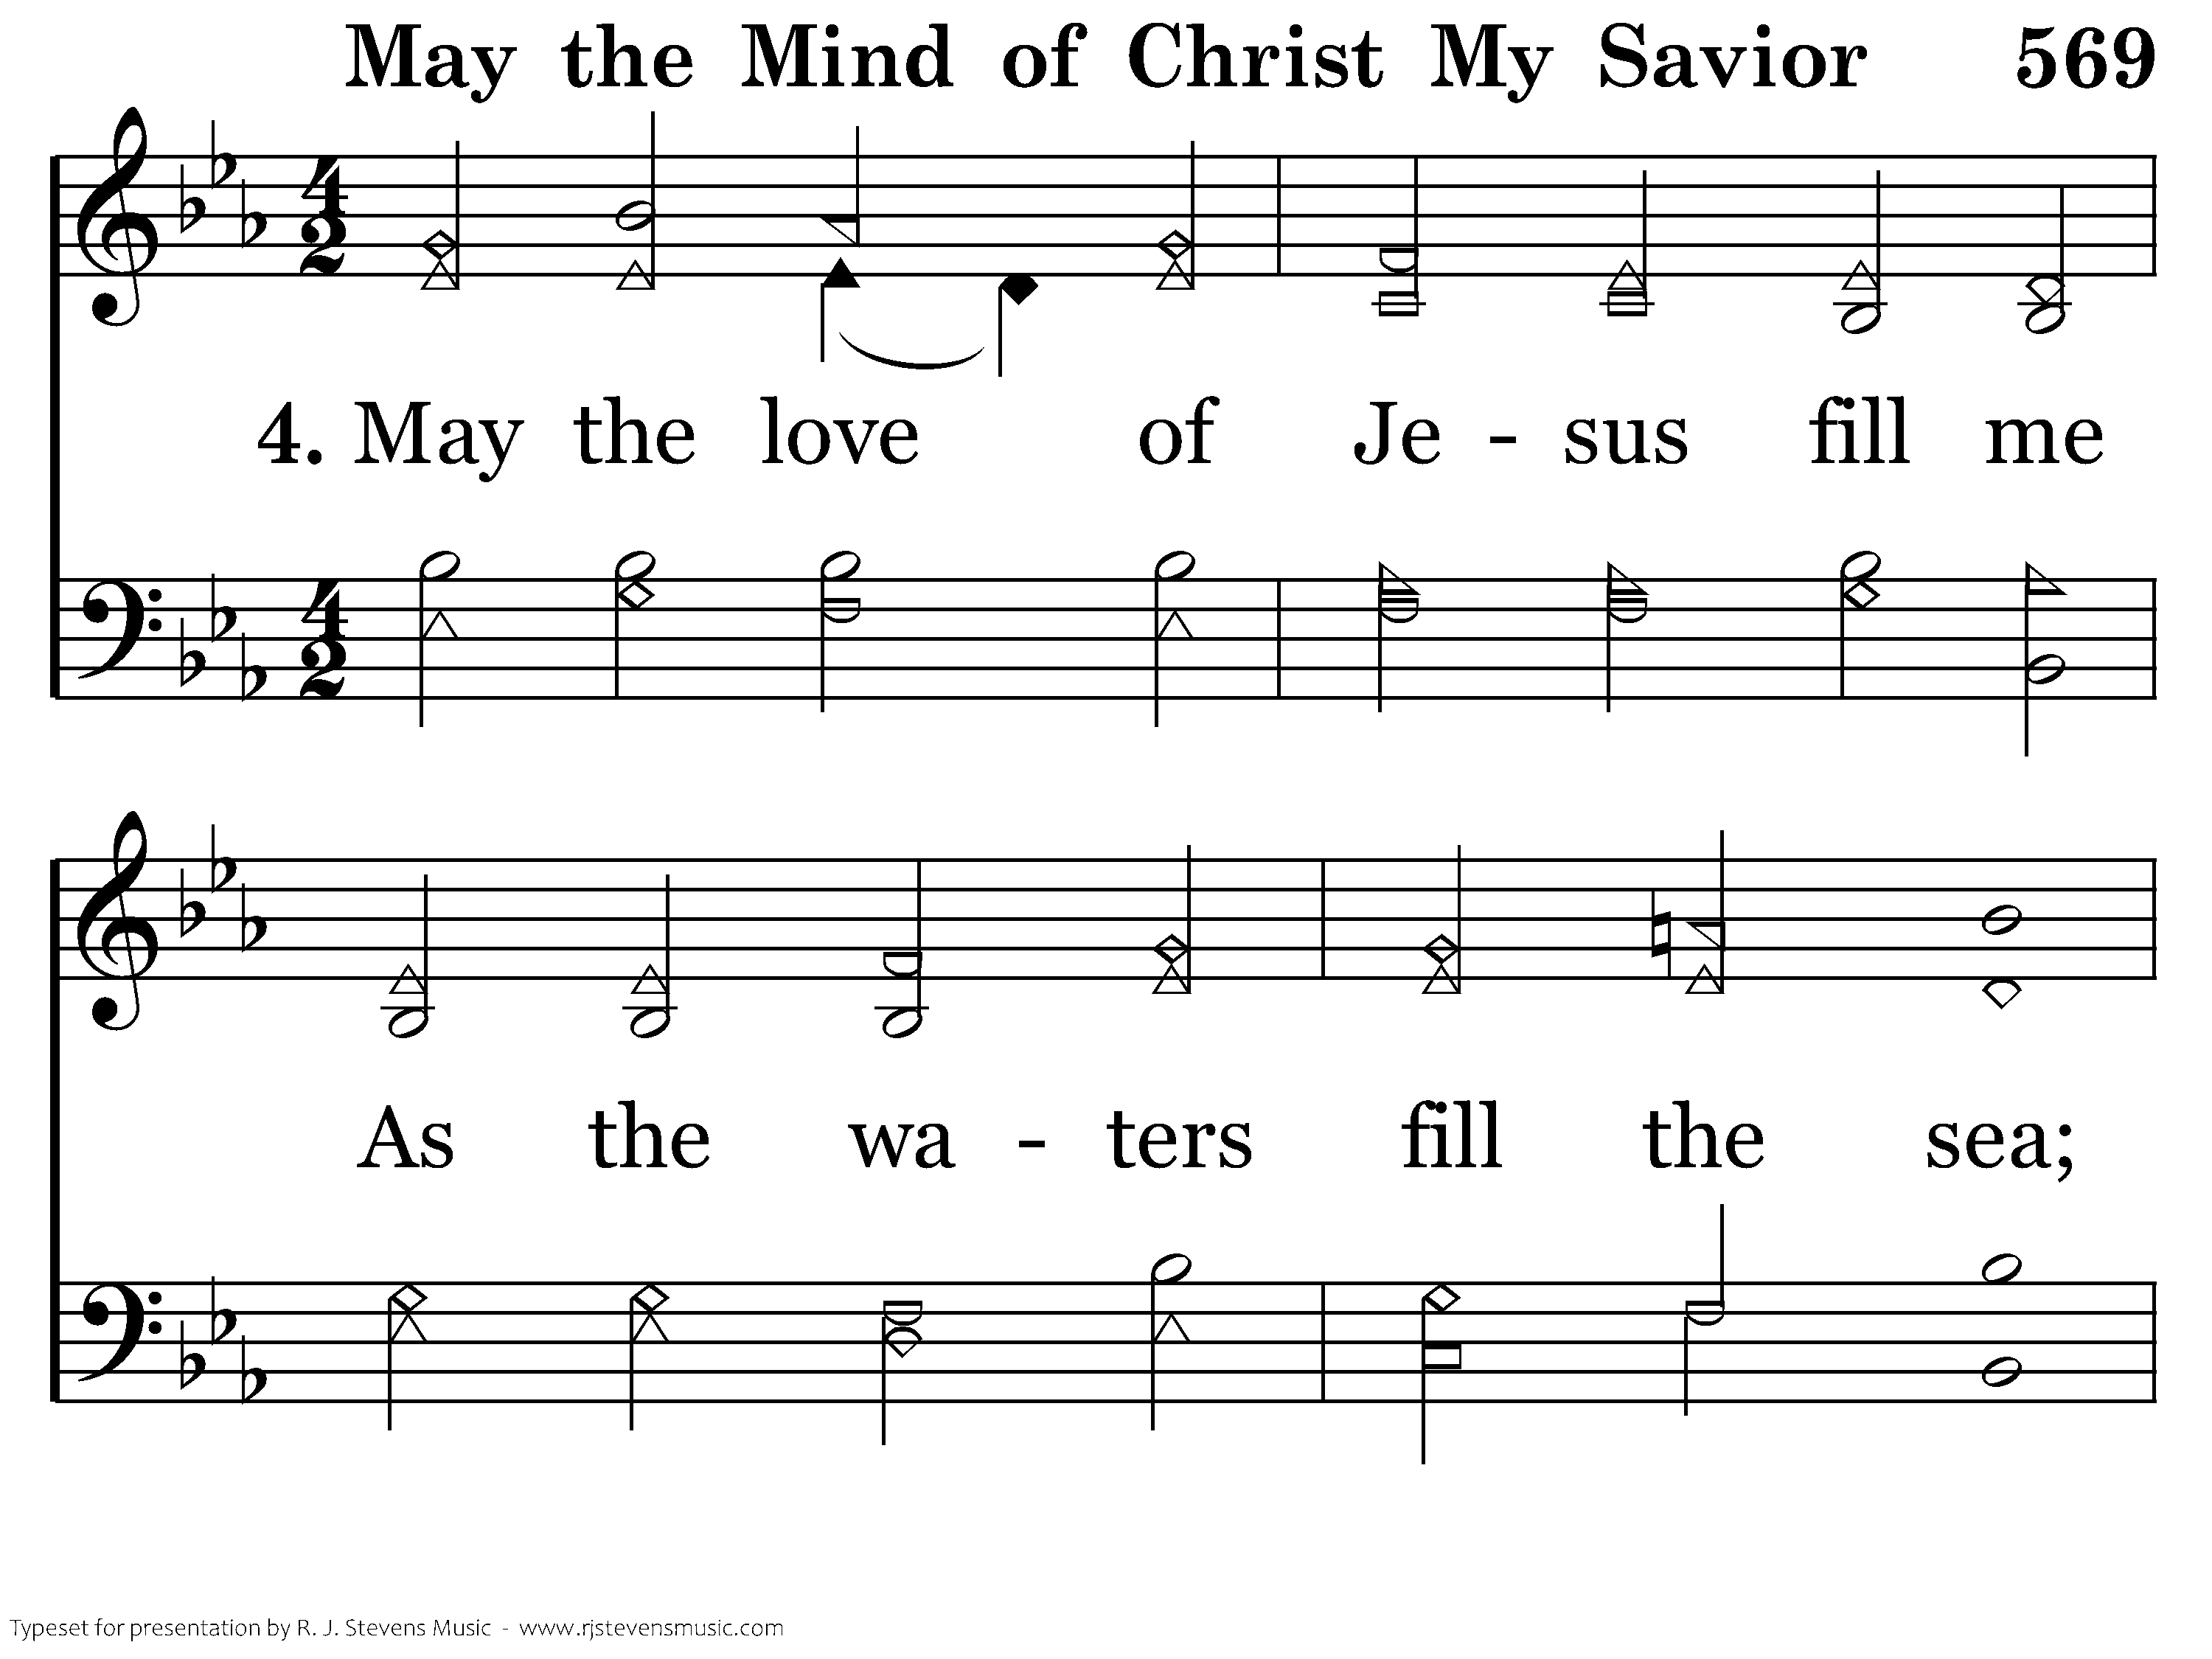 May the Mind of Christ My Savior 569
4. May the love of Je - sus fill me
As the wa - ters fill the sea;
Typeset for presentation by R. J. Stevens Music - www.rjstevensmusic.com